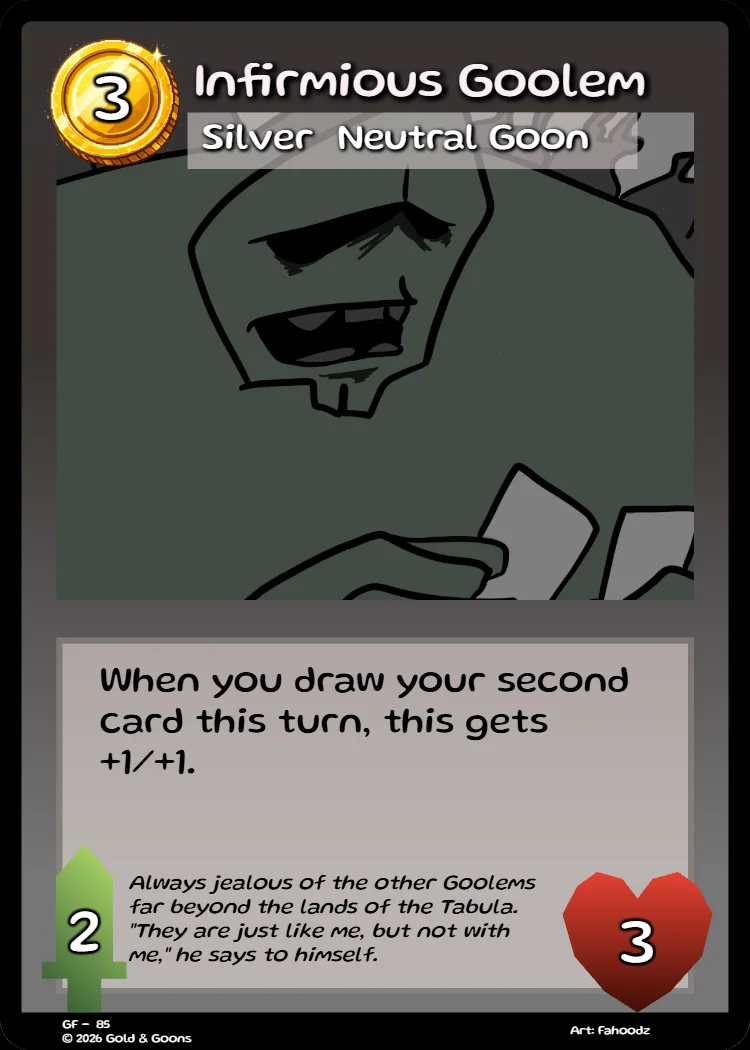 3
Infirmious Goolem
Silver Neutral Goon
When you draw your second
card this turn, this gets
+1/+1.
Always jealous of the other Goolems
far beyond the lands of the Tabula.
"They are just like me, but not with
me," he says to himself.
2
3
GF - 85
© 2026 Gold & Goons
Art: Fahoodz